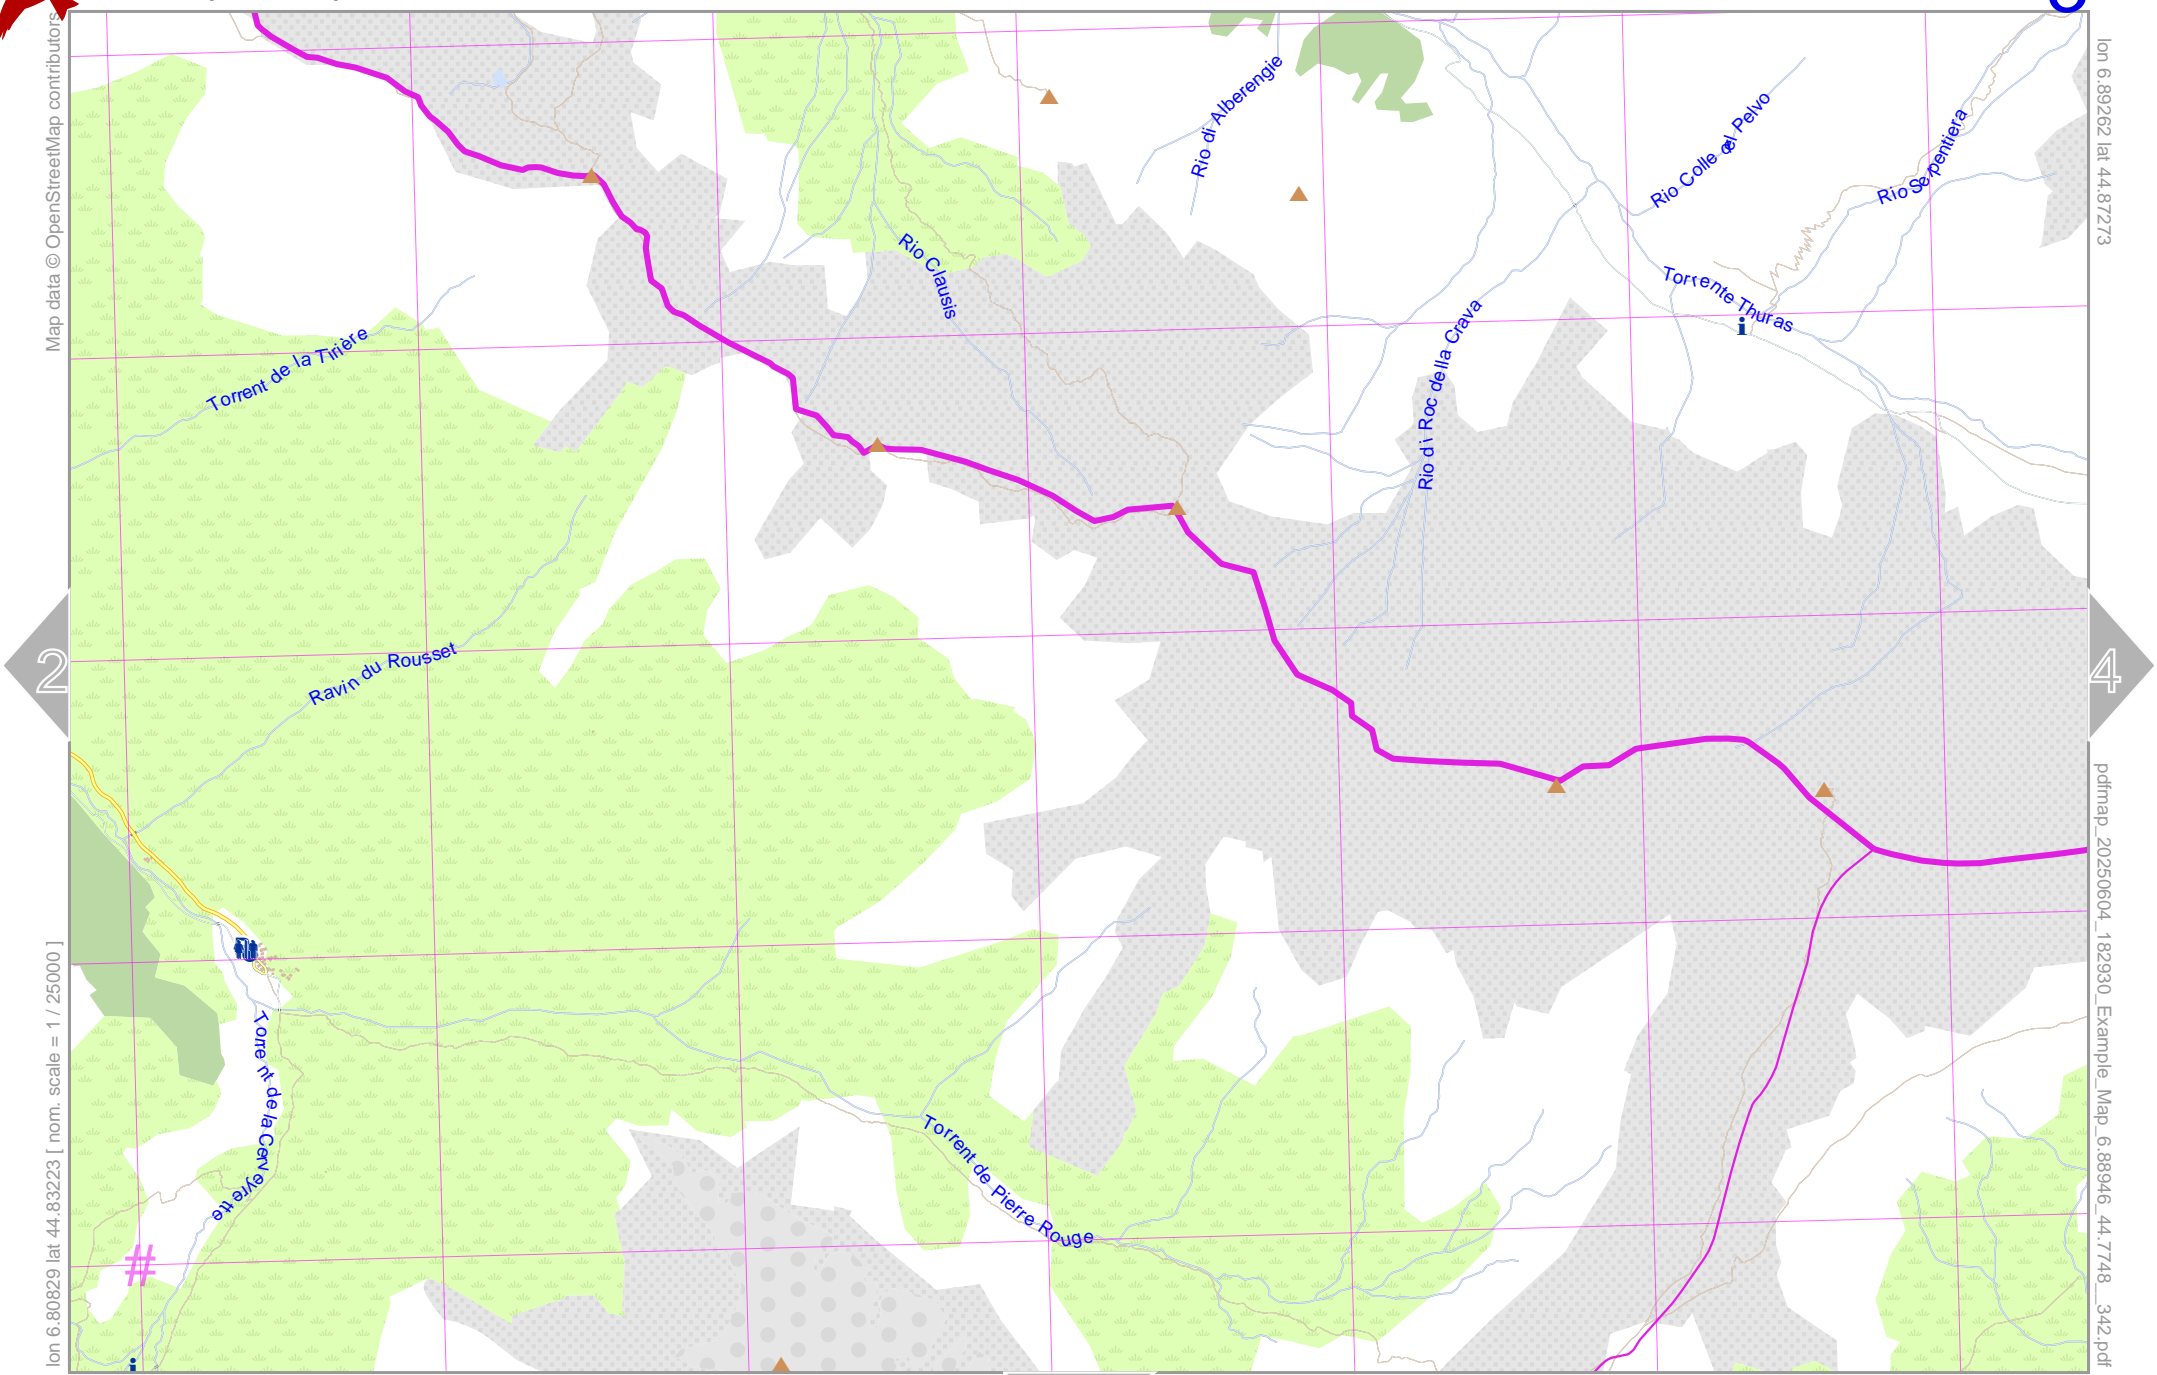 Map data © OpenStreetMap contributors
lon 6.89262 lat 44.87273
Rio di Alberengie
Rio Colle del Pelvo
Rio Serpentiera
Rio Clausis
Torrente Thuras
i
Torrent de la Tirière
Rio di Roc della Crava
2
4
Ravin du Rousset
Torrent de la Cerveyrette
Torrent de Pierre Rouge
#
i
lon 6.80829 lat 44.83223 [ nom. scale = 1 / 25000 ]
pdfmap_20250604_182930_Example_Map_6.88946_44.7748__342.pdf